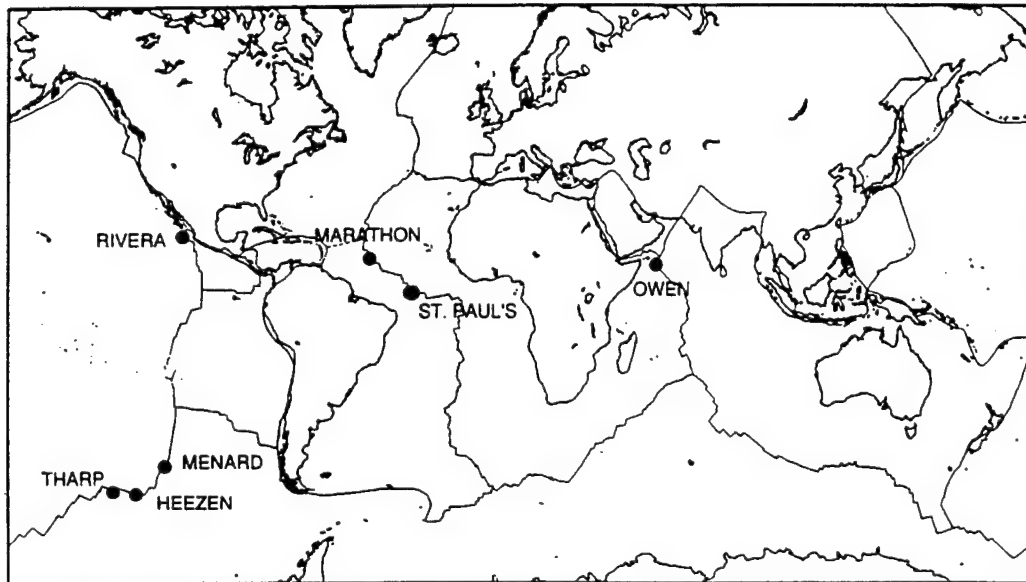 RIVERA
MARATHON
ST. PAUL'S
OWEN
THARP
MENARD
HEEZEN